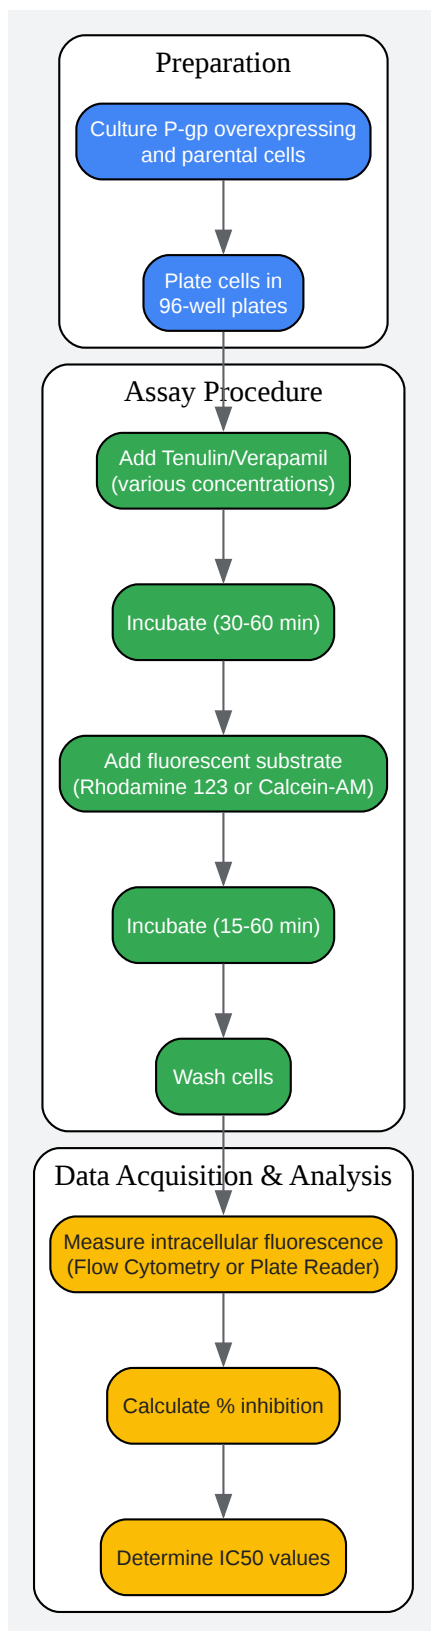 Preparation
Culture P-gp overexpressing
and parental cells
Plate cells in
96-well plates
Assay Procedure
Add Tenulin/Verapamil
(various concentrations)
Incubate (30-60 min)
Add fluorescent substrate
(Rhodamine 123 or Calcein-AM)
Incubate (15-60 min)
Wash cells
Data Acquisition & Analysis
Measure intracellular fluorescence
(Flow Cytometry or Plate Reader)
Calculate % inhibition
Determine IC50 values